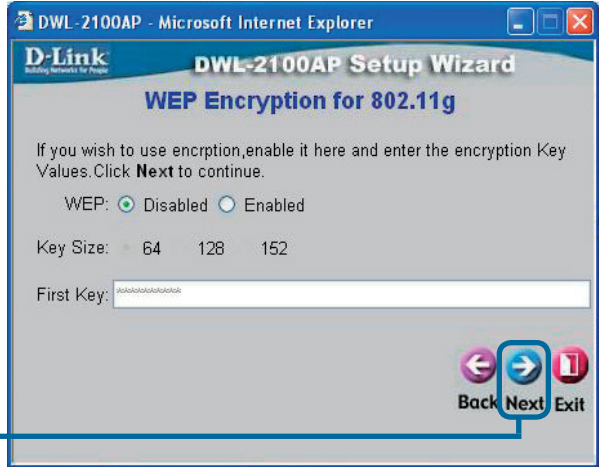 DWL-2100AP - Microsoft Internet Explorer
D-Link
Building Networks for People
DWL-2100AP Setup Wizard
WEP Encryption for 802.11g
If you wish to use encrption,enable it here and enter the encryption Key
Values.Click Next to continue.
WEP: Disabled Enabled
Key Size: 64 128 152
First Key: ************
Back Next Exit